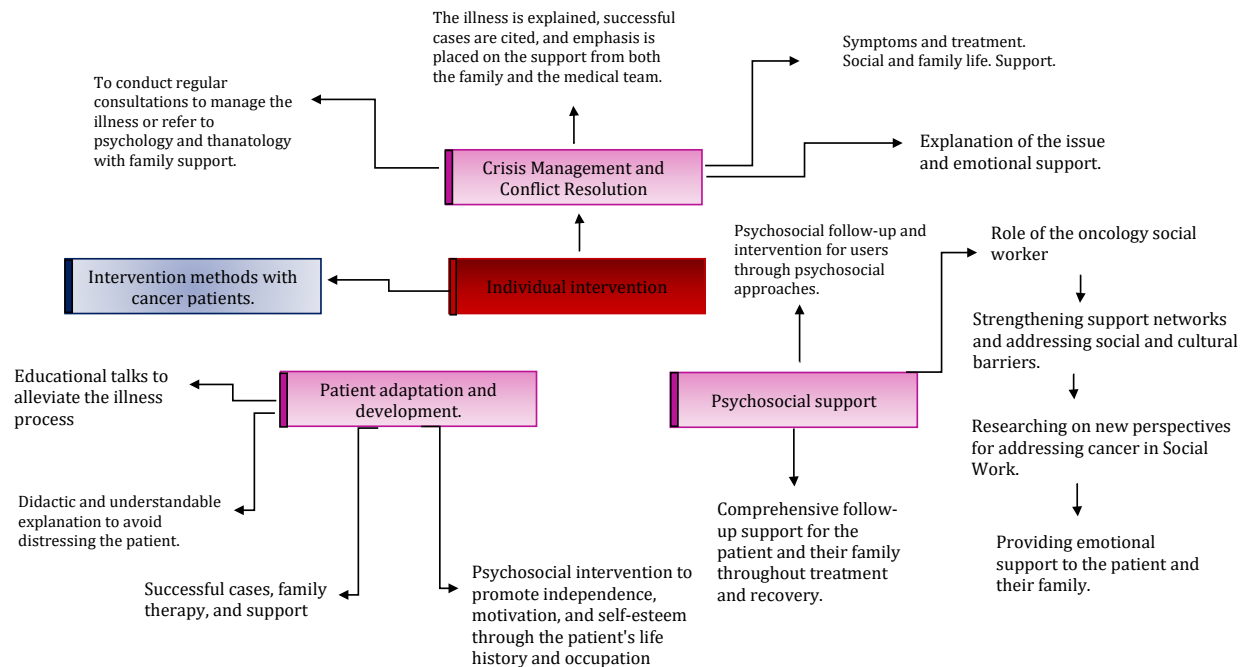 The illness is explained, successful
cases are cited, and emphasis is
placed on the support from both
the family and the medical team.
Symptoms and treatment.
Social and family life. Support.
To conduct regular
consultations to manage the
illness or refer to
psychology and thanatology
with family support.
Crisis Management and
Conflict Resolution
Explanation of the issue
and emotional support.
Intervention methods with
cancer patients.
Individual intervention
Psychosocial follow-up and
intervention for users
through psychosocial
approaches.
Role of the oncology social
worker
Strengthening support networks
and addressing social and cultural
barriers.
Educational talks to
alleviate the illness
process
Patient adaptation and
development.
Psychosocial support
Researching on new perspectives
for addressing cancer in Social
Work.
Didactic and understandable
explanation to avoid
distressing the patient.
Successful cases, family
therapy, and support
Psychosocial intervention to
promote independence,
motivation, and self-esteem
through the patient's life
history and occupation
Comprehensive follow-
up support for the
patient and their family
throughout treatment
and recovery.
Providing emotional
support to the patient and
their family.